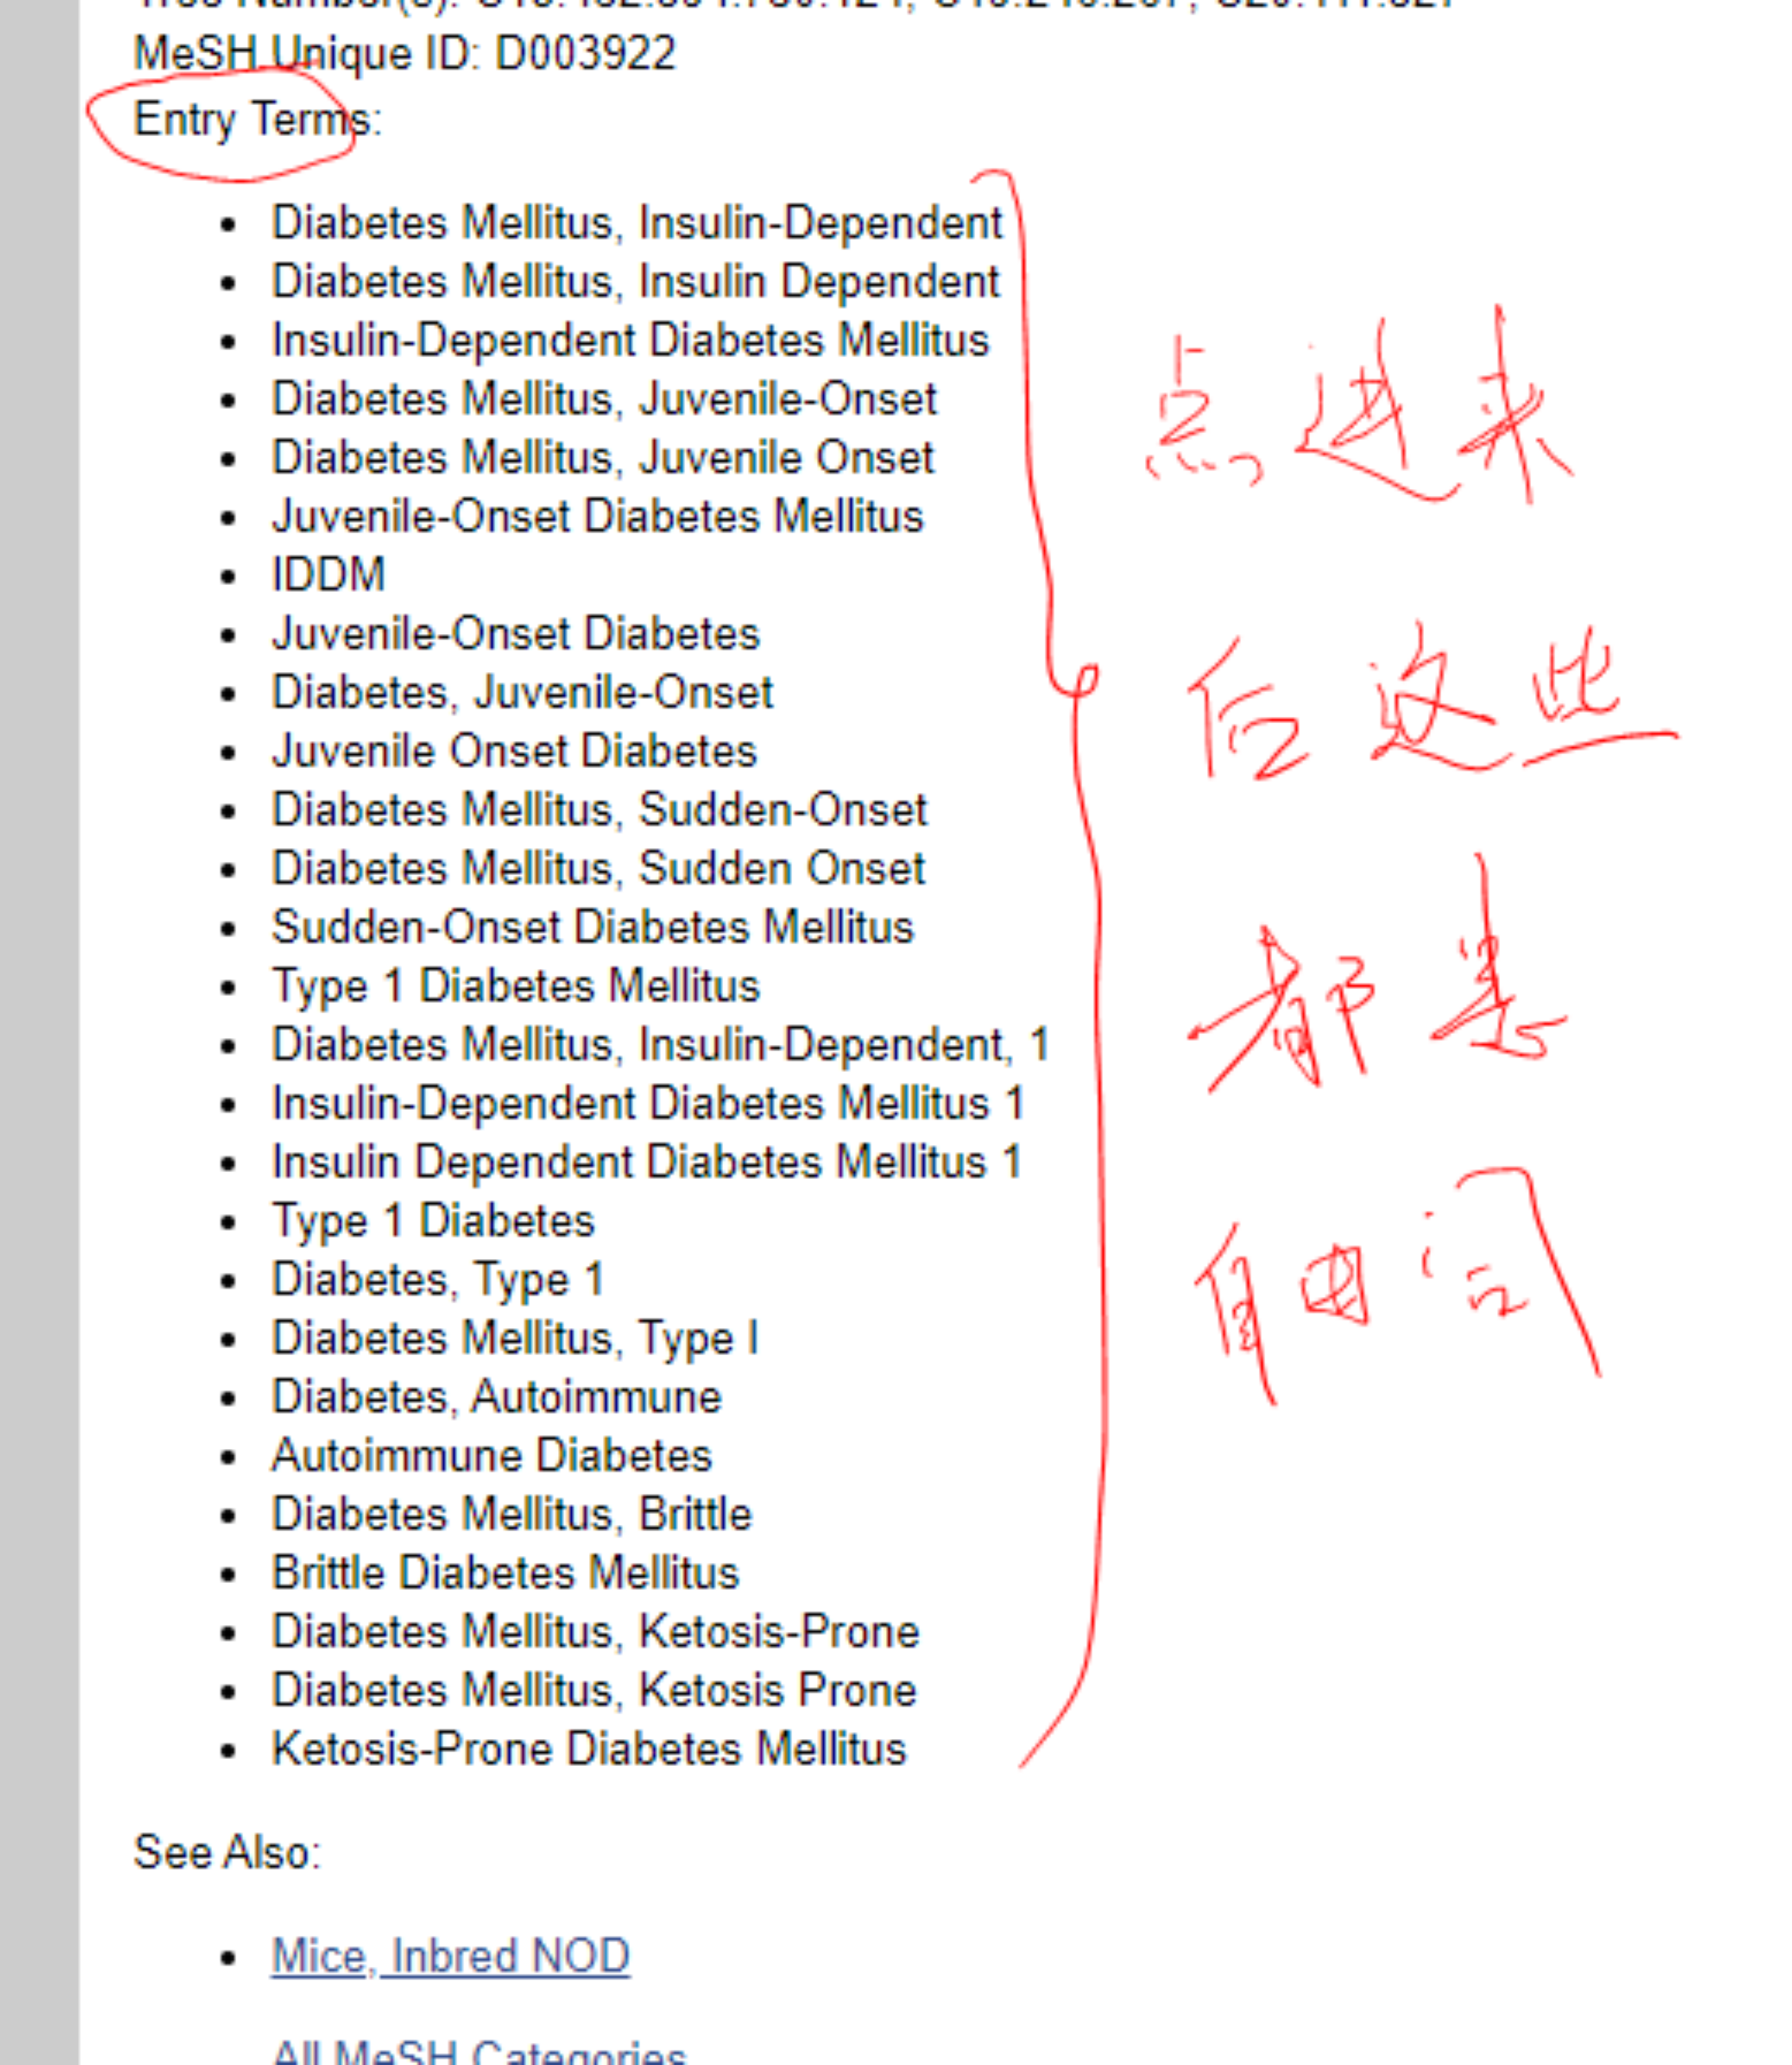 MeSH Unique ID: D003922
Entry Terms:
Diabetes Mellitus, Insulin-Dependent
Diabetes Mellitus, Insulin Dependent
Insulin-Dependent Diabetes Mellitus
Diabetes Mellitus, Juvenile-Onset
Diabetes Mellitus, Juvenile Onset
Juvenile-Onset Diabetes Mellitus
IDDM
Juvenile-Onset Diabetes
Diabetes, Juvenile-Onset
Juvenile Onset Diabetes
Diabetes Mellitus, Sudden-Onset
Diabetes Mellitus, Sudden Onset
Sudden-Onset Diabetes Mellitus
Type 1 Diabetes Mellitus
Diabetes Mellitus, Insulin-Dependent, 1
Insulin-Dependent Diabetes Mellitus 1
Insulin Dependent Diabetes Mellitus 1
Type 1 Diabetes
Diabetes, Type 1
Diabetes Mellitus, Type I
Diabetes, Autoimmune
Autoimmune Diabetes
Diabetes Mellitus, Brittle
Brittle Diabetes Mellitus
Diabetes Mellitus, Ketosis-Prone
Diabetes Mellitus, Ketosis Prone
Ketosis-Prone Diabetes Mellitus
See Also:
Mice, Inbred NOD
All MeSH Categories
点进来
后这些
都是
自由词